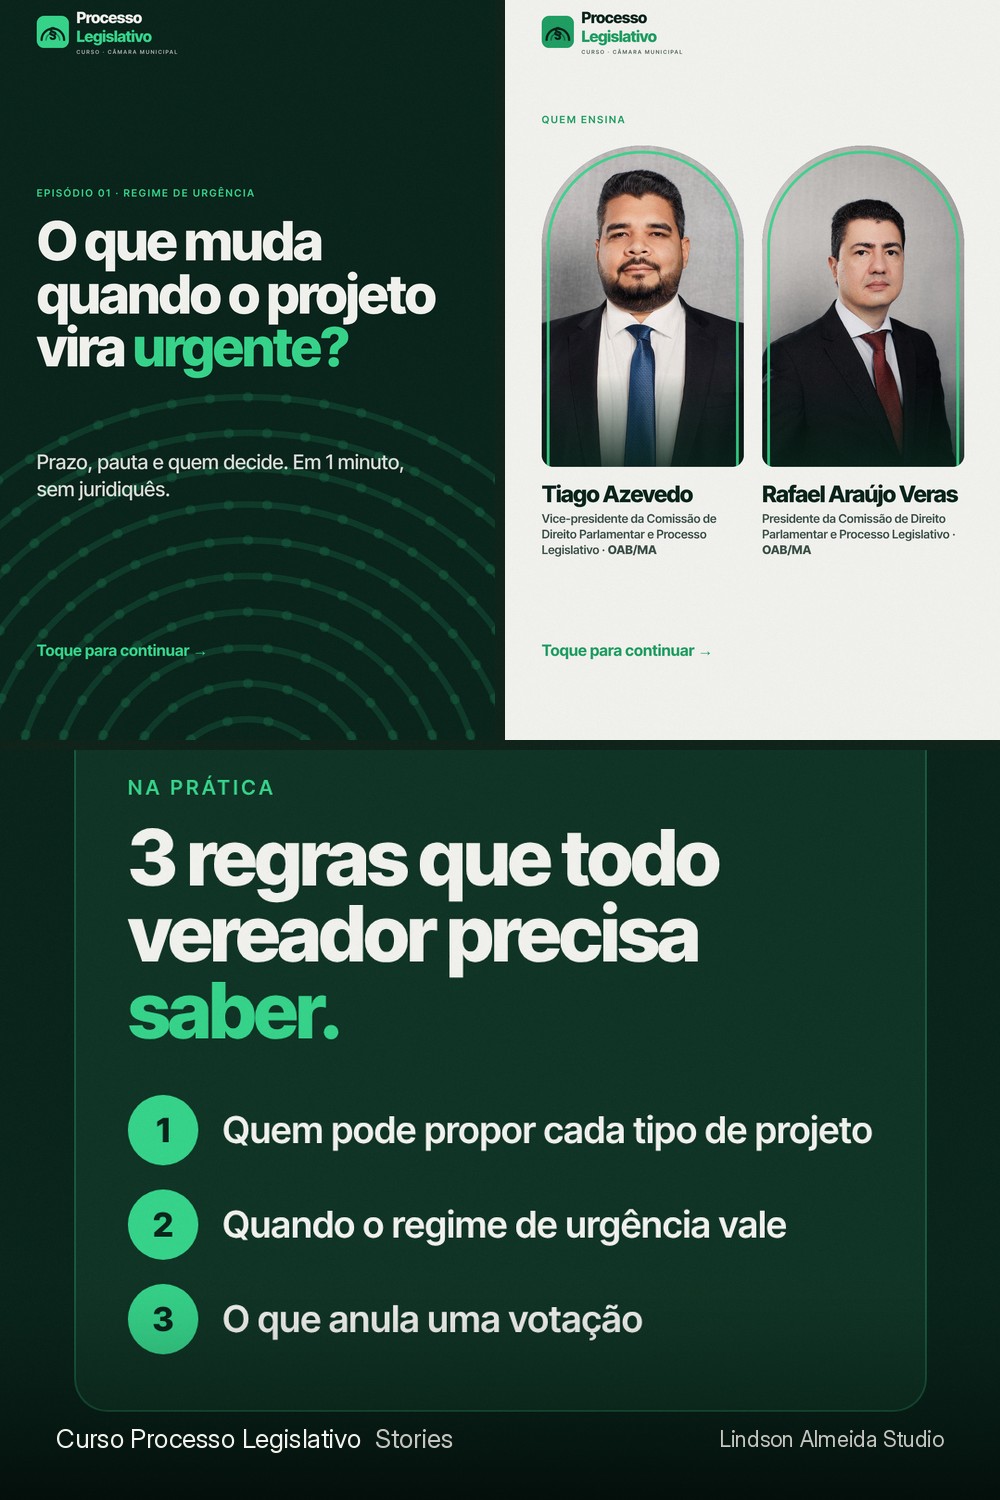 Processo
Legislativo
CURSO · CÂMARA MUNICIPAL
EPISÓDIO 01 · REGIME DE URGÊNCIA
O que muda
quando o projeto
vira urgente?
Prazo, pauta e quem decide. Em 1 minuto,
sem juridiquês.
Toque para continuar →
Processo
Legislativo
CURSO · CÂMARA MUNICIPAL
QUEM ENSINA
Tiago Azevedo
Vice-presidente da Comissão de
Direito Parlamentar e Processo
Legislativo · OAB/MA
Rafael Araújo Veras
Presidente da Comissão de Direito
Parlamentar e Processo Legislativo ·
OAB/MA
Toque para continuar →
NA PRÁTICA
3 regras que todo
vereador precisa
saber.
1 Quem pode propor cada tipo de projeto
2 Quando o regime de urgência vale
3 O que anula uma votação
Curso Processo Legislativo Stories
Lindson Almeida Studio